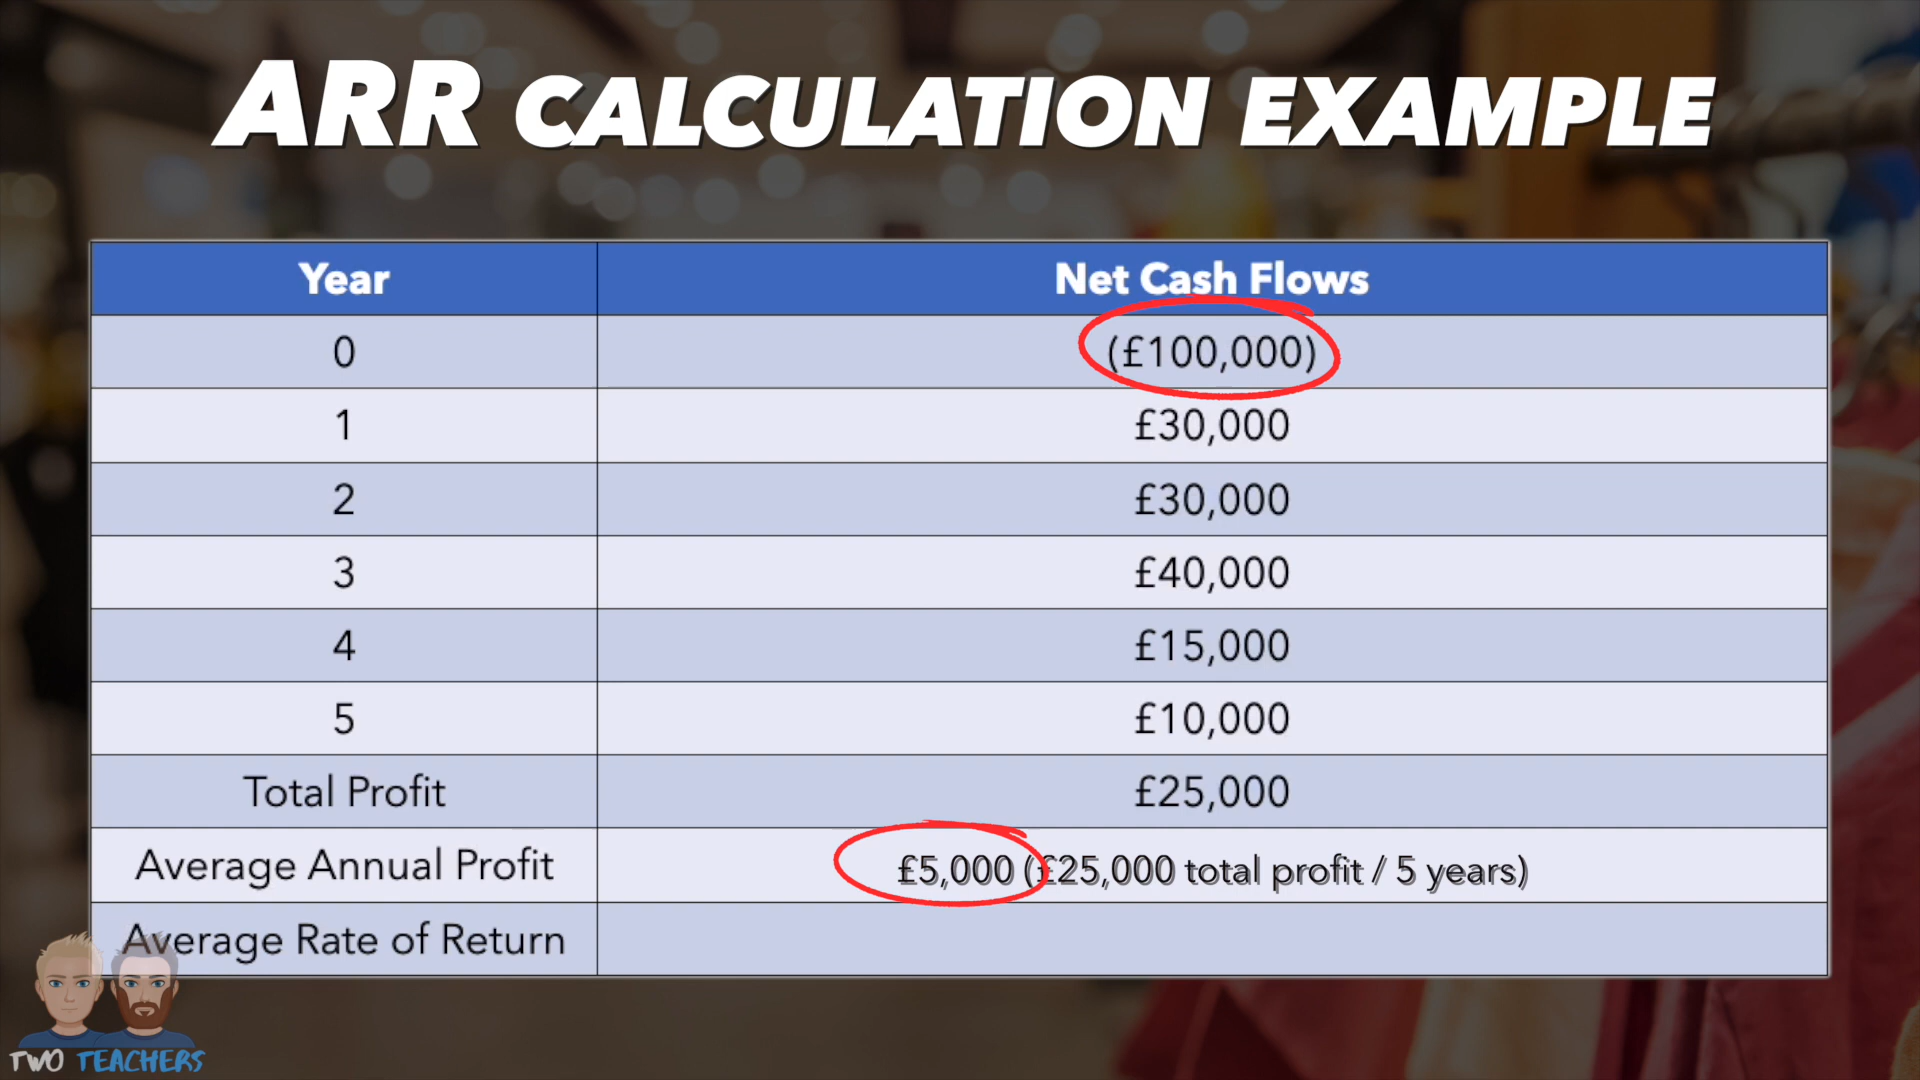 ARR CALCULATION EXAMPLE
Year Net Cash Flows
0 (£100,000)
1 £30,000
2 £30,000
3 £40,000
4 £15,000
5 £10,000
Total Profit £25,000
Average Annual Profit £5,000 (£25,000 total profit / 5 years)
Average Rate of Return
TWO TEACHERS